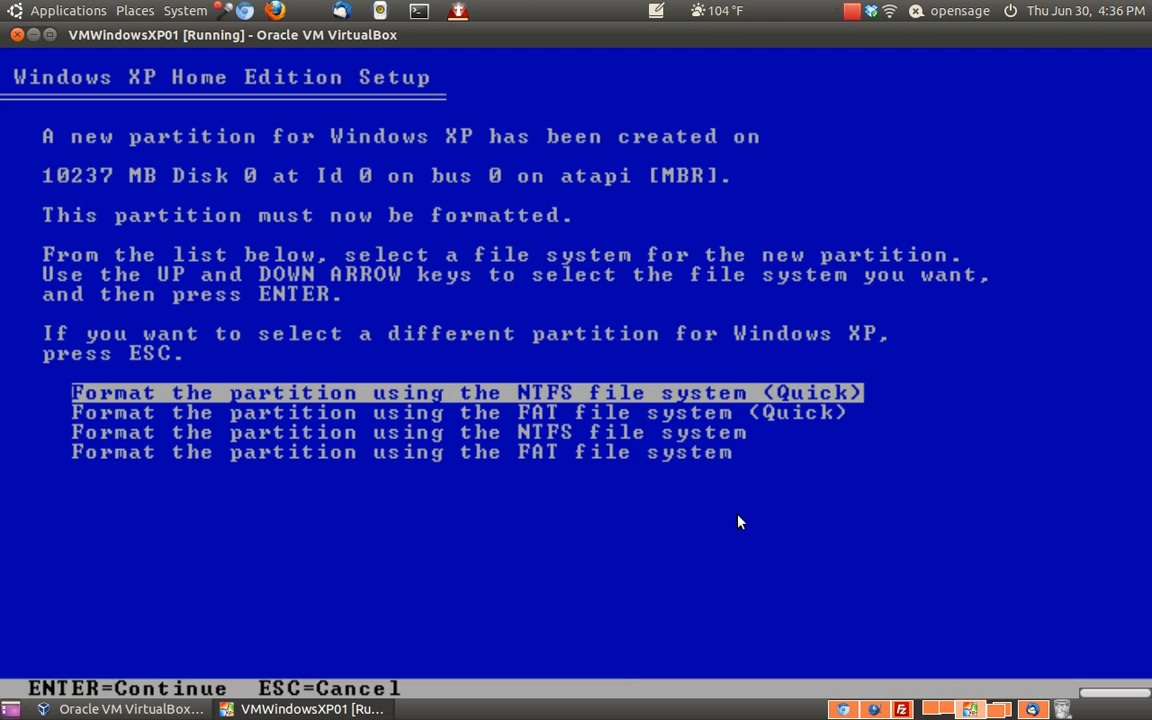 Applications Places System 104 °F opensage Thu Jun 30, 4:36 PM
VMWindowsXP01 [Running] - Oracle VM VirtualBox
Windows XP Home Edition Setup
A new partition for Windows XP has been created on
10237 MB Disk 0 at Id 0 on bus 0 on atapi [MBR].
This partition must now be formatted.
From the list below, select a file system for the new partition.
Use the UP and DOWN ARROW keys to select the file system you want,
and then press ENTER.
If you want to select a different partition for Windows XP,
press ESC.
Format the partition using the NTFS file system (Quick)
Format the partition using the FAT file system (Quick)
Format the partition using the NTFS file system
Format the partition using the FAT file system
ENTER=Continue ESC=Cancel
Oracle VM VirtualBox... VMWindowsXP01 [Ru... Fz